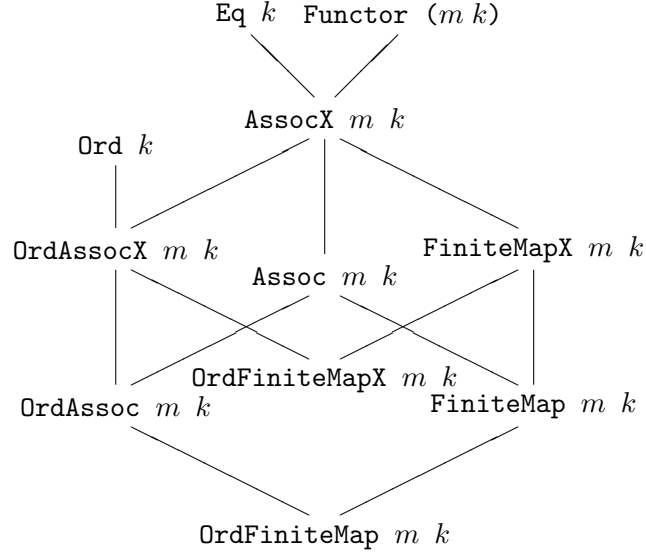 Eq k Functor (m k)
AssocX m k
Ord k
OrdAssocX m k FiniteMapX m k
Assoc m k
OrdFiniteMapX m k
OrdAssoc m k FiniteMap m k
OrdFiniteMap m k